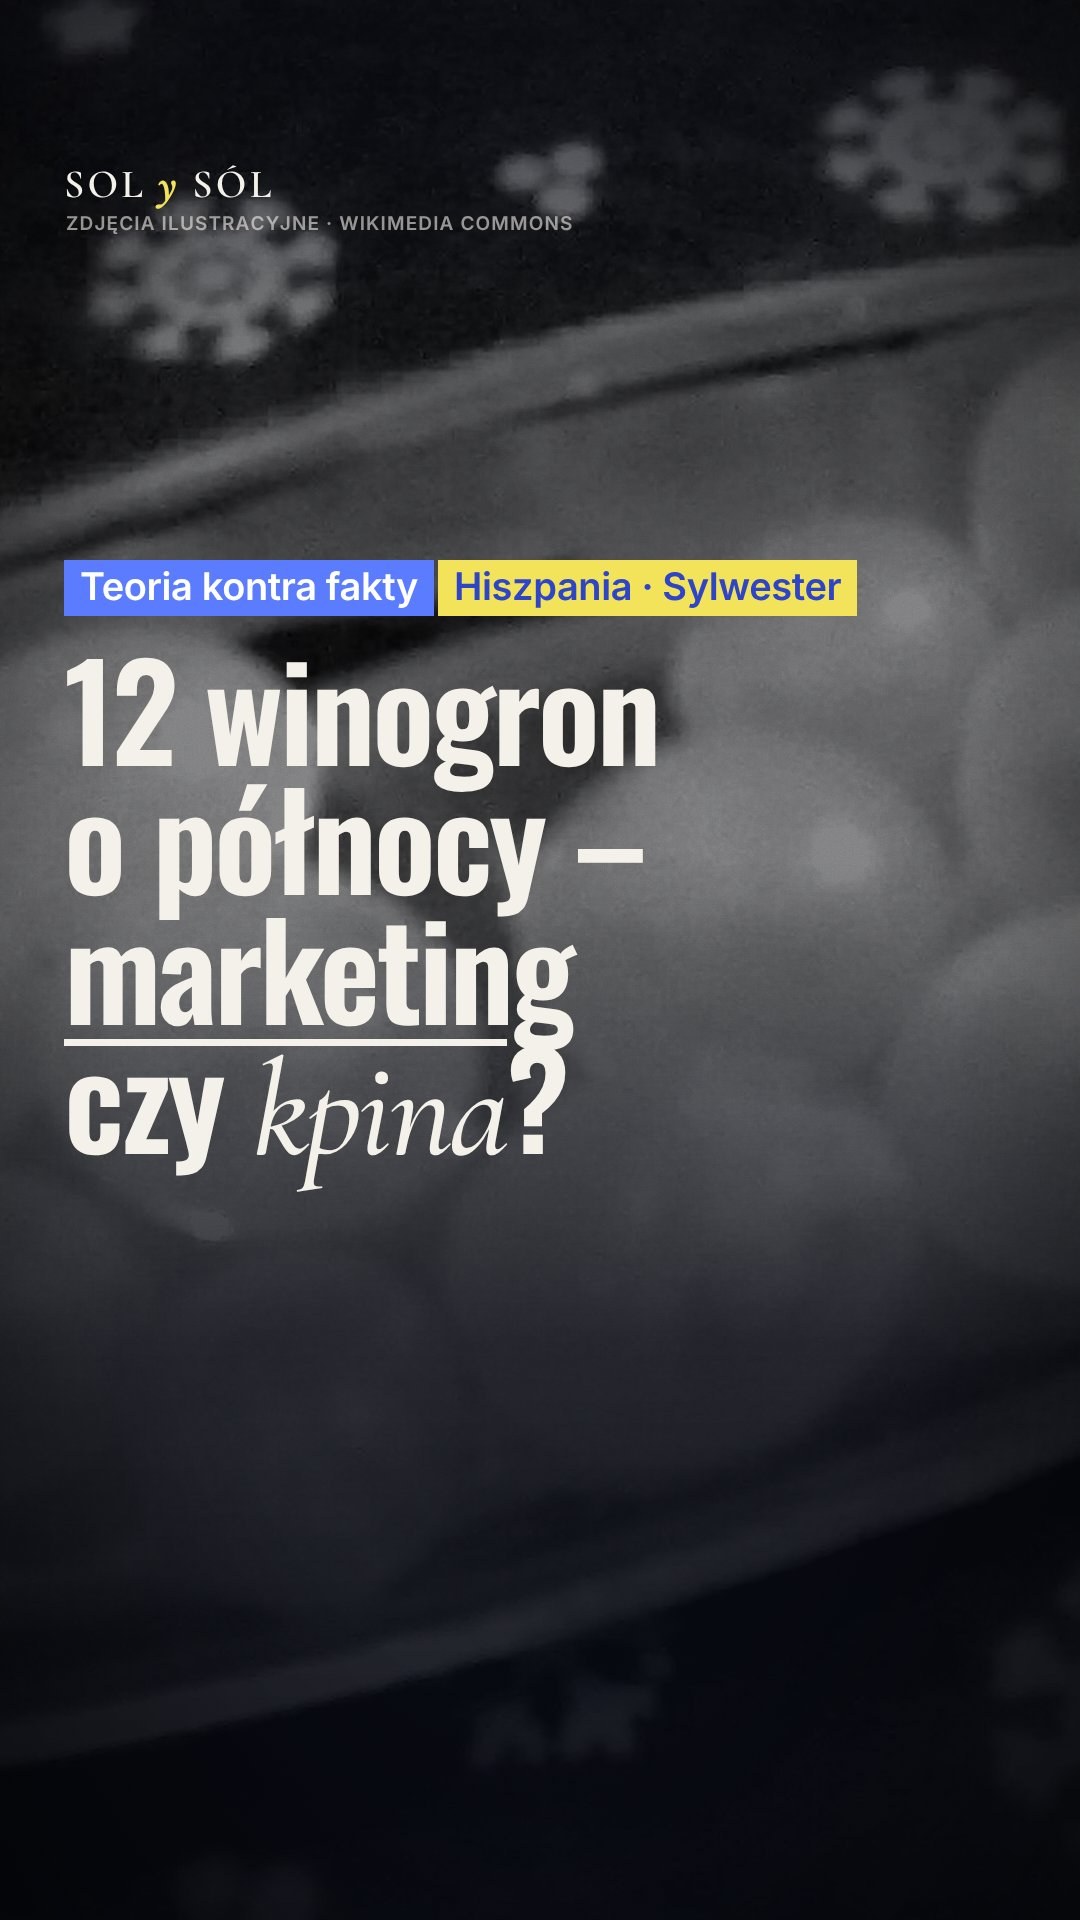 SOL y SÓL
ZDJĘCIA ILUSTRACYJNE · WIKIMEDIA COMMONS
Teoria kontra fakty Hiszpania · Sylwester
12 winogron
o północy –
marketing
czy kpina?